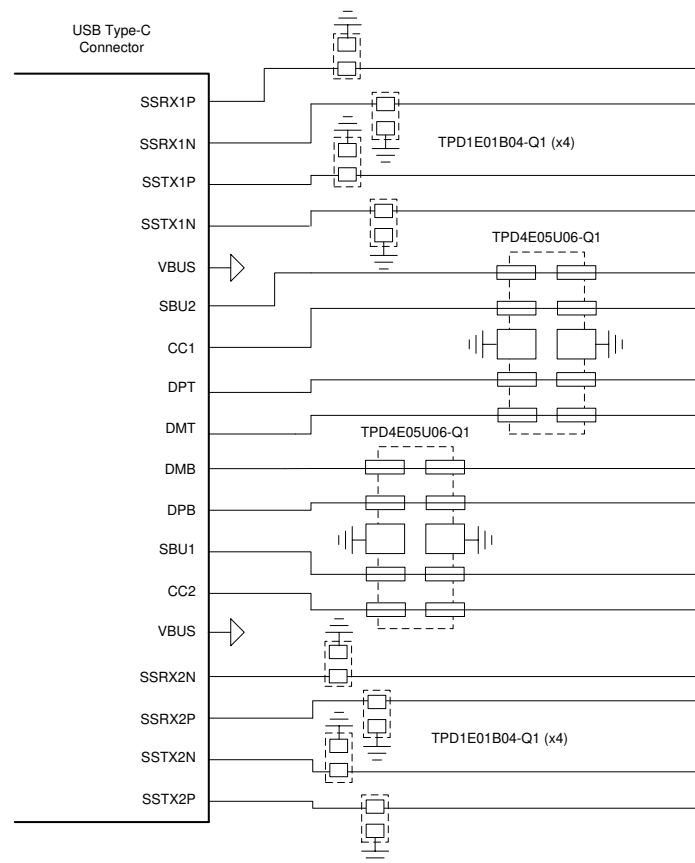 USB Type-C
Connector
SSRX1P
SSRX1N
TPD1E01B04-Q1 (x4)
SSTX1P
SSTX1N
TPD4E05U06-Q1
VBUS
SBU2
CC1
DPT
DMT
TPD4E05U06-Q1
DMB
DPB
SBU1
CC2
VBUS
SSRX2N
SSRX2P
TPD1E01B04-Q1 (x4)
SSTX2N
SSTX2P